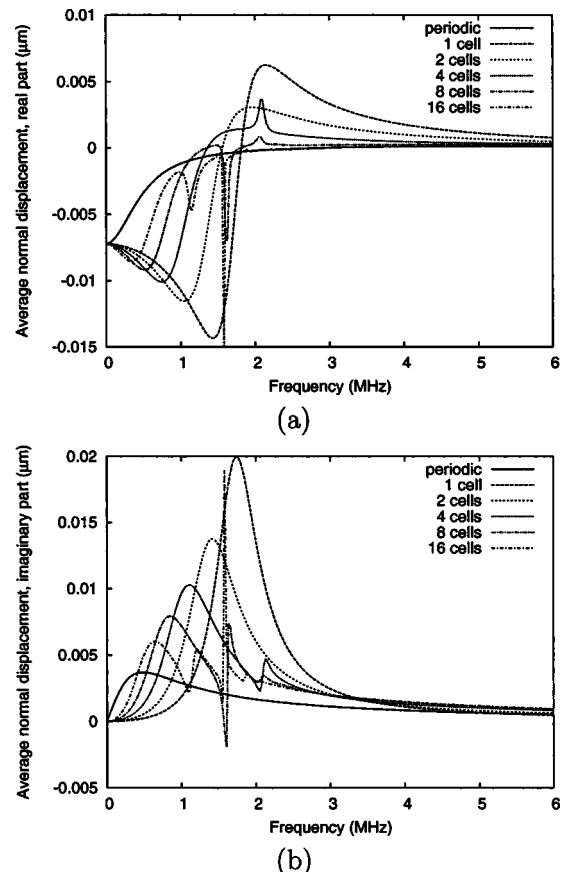 Average normal displacement, real part (µm)
0.01
0.005
0
-0.005
-0.01
-0.015
periodic
1 cell
2 cells
4 cells
8 cells
16 cells
0 1 2 3 4 5 6
Frequency (MHz)
(a)
Average normal displacement, imaginary part (µm)
0.02
0.015
0.01
0.005
0
-0.005
periodic
1 cell
2 cells
4 cells
8 cells
16 cells
0 1 2 3 4 5 6
Frequency (MHz)
(b)